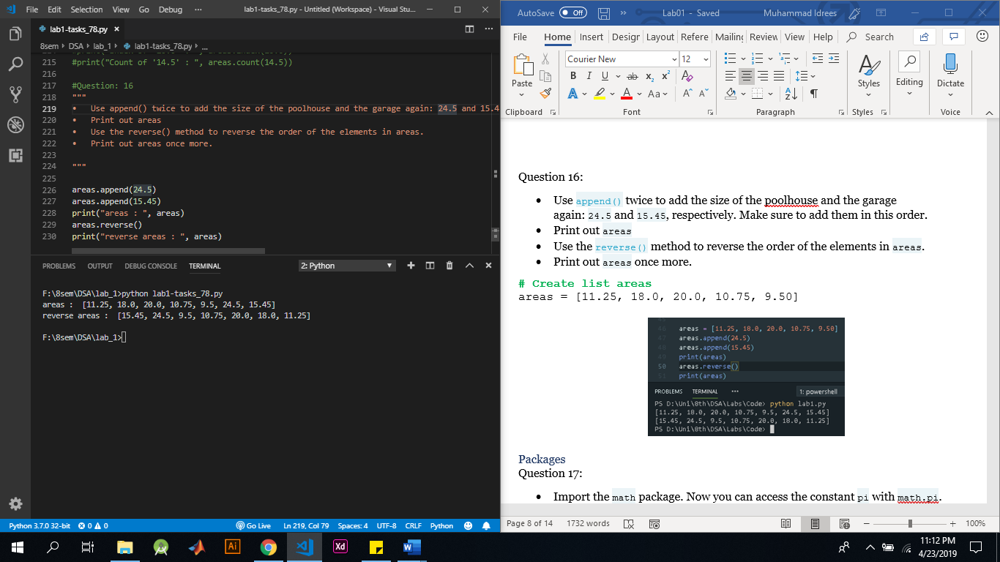 File Edit Selection View Go Debug ··· lab1-tasks_78.py - Untitled (Workspace) - Visual Stu...
lab1-tasks_78.py ×
8sem › DSA › lab_1 › lab1-tasks_78.py › ...
215 #print("Count of '14.5' : ", areas.count(14.5))
216
217 #Question: 16
218 """
219 • Use append() twice to add the size of the poolhouse and the garage again: 24.5 and 15.4
220 • Print out areas
221 • Use the reverse() method to reverse the order of the elements in areas.
222 • Print out areas once more.
223
224 """
225
226 areas.append(24.5)
227 areas.append(15.45)
228 print("areas : ", areas)
229 areas.reverse()
230 print("reverse areas : ", areas)
PROBLEMS OUTPUT DEBUG CONSOLE TERMINAL 2: Python
F:\8sem\DSA\lab_1>python lab1-tasks_78.py
areas :  [11.25, 18.0, 20.0, 10.75, 9.5, 24.5, 15.45]
reverse areas :  [15.45, 24.5, 9.5, 10.75, 20.0, 18.0, 11.25]
F:\8sem\DSA\lab_1>
Python 3.7.0 32-bit 0 0 Go Live Ln 219, Col 79 Spaces: 4 UTF-8 CRLF Python
AutoSave Off Lab01 - Saved Muhammad Idrees
File Home Insert Design Layout Refere Mailing Review View Help Search
Courier New 12
B I U ab x₂ x²
Paste Styles Editing Dictate
A A Aa A A
Clipboard Font Paragraph Styles Voice
Question 16:
• Use append() twice to add the size of the poolhouse and the garage
again: 24.5 and 15.45, respectively. Make sure to add them in this order.
• Print out areas
• Use the reverse() method to reverse the order of the elements in areas.
• Print out areas once more.
# Create list areas
areas = [11.25, 18.0, 20.0, 10.75, 9.50]
46 areas = [11.25, 18.0, 20.0, 10.75, 9.50]
47 areas.append(24.5)
48 areas.append(15.45)
49 print(areas)
50 areas.reverse()
51 print(areas)
PROBLEMS TERMINAL ··· 1: powershell
PS D:\Uni\8th\DSA\Labs\Code> python lab1.py
[11.25, 18.0, 20.0, 10.75, 9.5, 24.5, 15.45]
[15.45, 24.5, 9.5, 10.75, 20.0, 18.0, 11.25]
PS D:\Uni\8th\DSA\Labs\Code>
Packages
Question 17:
• Import the math package. Now you can access the constant pi with math.pi.
Page 8 of 14 1732 words 100%
Ai Xd
11:12 PM
4/23/2019